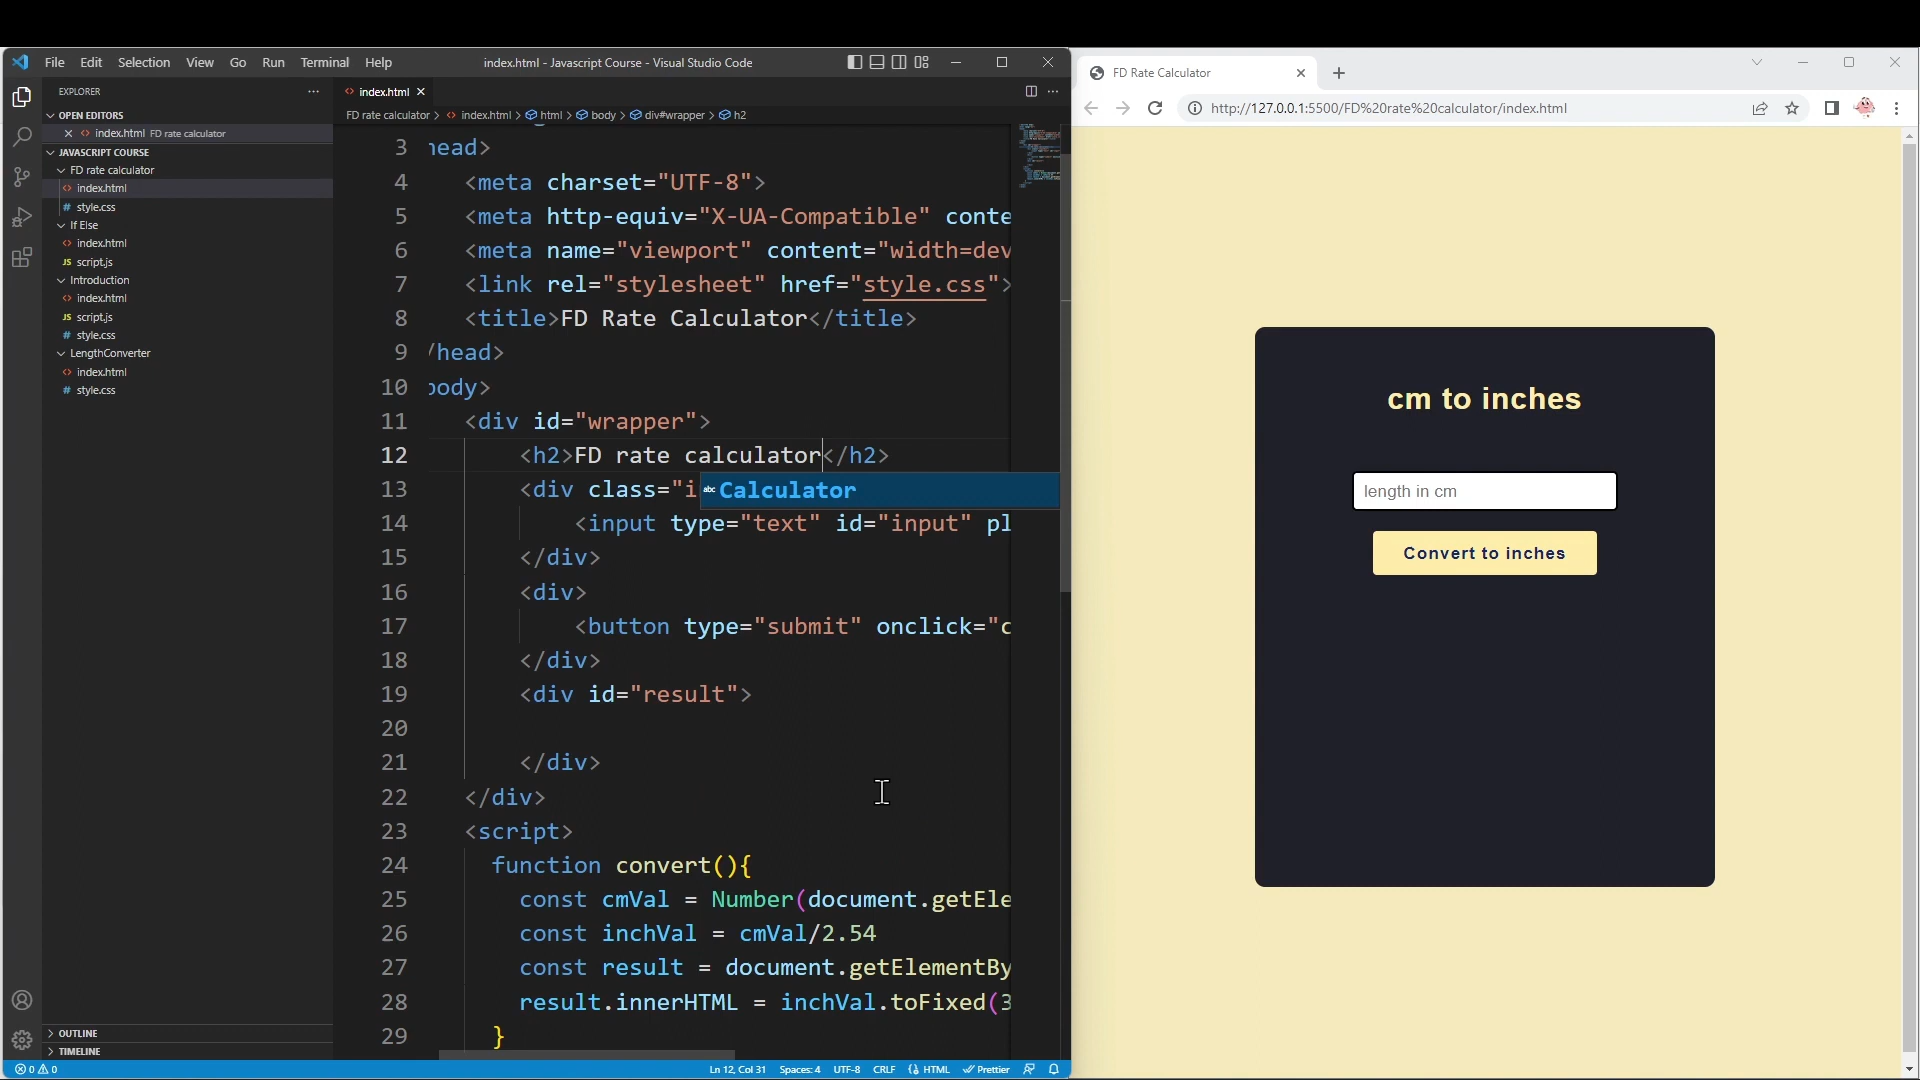 File Edit Selection View Go Run Terminal Help
index.html - Javascript Course - Visual Studio Code
EXPLORER
OPEN EDITORS
index.html FD rate calculator
JAVASCRIPT COURSE
FD rate calculator
index.html
style.css
If Else
index.html
script.js
Introduction
index.html
script.js
style.css
LengthConverter
index.html
style.css
OUTLINE
TIMELINE
index.html
FD rate calculator > index.html > html > body > div#wrapper > h2
3 head>
4 <meta charset="UTF-8">
5 <meta http-equiv="X-UA-Compatible" conte
6 <meta name="viewport" content="width=dev
7 <link rel="stylesheet" href="style.css">
8 <title>FD Rate Calculator</title>
9 /head>
10 body>
11 <div id="wrapper">
12 <h2>FD rate calculator</h2>
13 <div class="i
abc Calculator
14 <input type="text" id="input" pl
15 </div>
16 <div>
17 <button type="submit" onclick="c
18 </div>
19 <div id="result">
20
21 </div>
22 </div>
23 <script>
24 function convert(){
25 const cmVal = Number(document.getEle
26 const inchVal = cmVal/2.54
27 const result = document.getElementBy
28 result.innerHTML = inchVal.toFixed(3
29 }
0 0 Ln 12, Col 31 Spaces: 4 UTF-8 CRLF HTML Prettier
FD Rate Calculator
http://127.0.0.1:5500/FD%20rate%20calculator/index.html
cm to inches
length in cm
Convert to inches